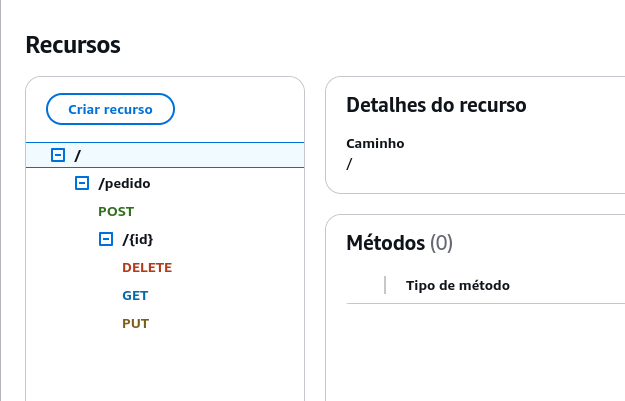 Recursos
Criar recurso
/
/pedido
POST
/{id}
DELETE
GET
PUT
Detalhes do recurso
Caminho
/
Métodos (0)
Tipo de método